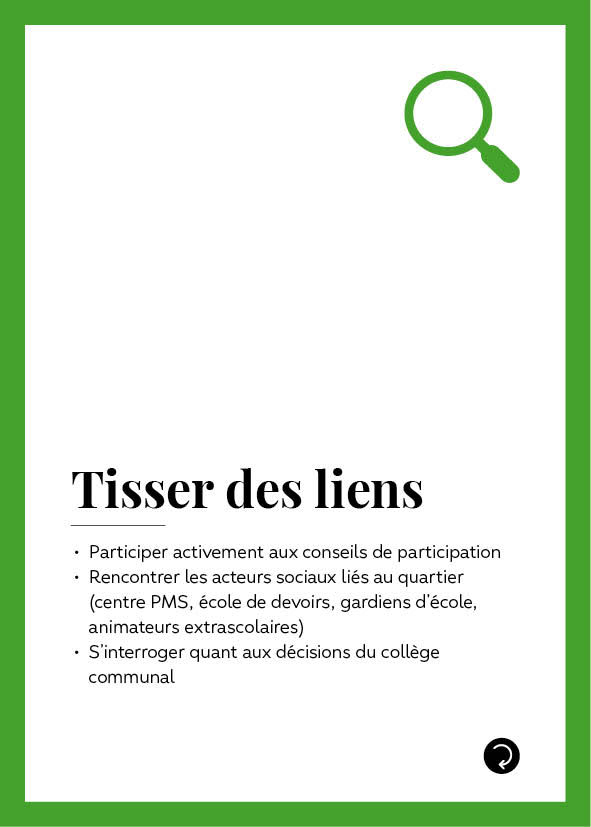 Tisser des liens
• Participer activement aux conseils de participation
• Rencontrer les acteurs sociaux liés au quartier
(centre PMS, école de devoirs, gardiens d’école,
animateurs extrascolaires)
• S’interroger quant aux décisions du collège
communal